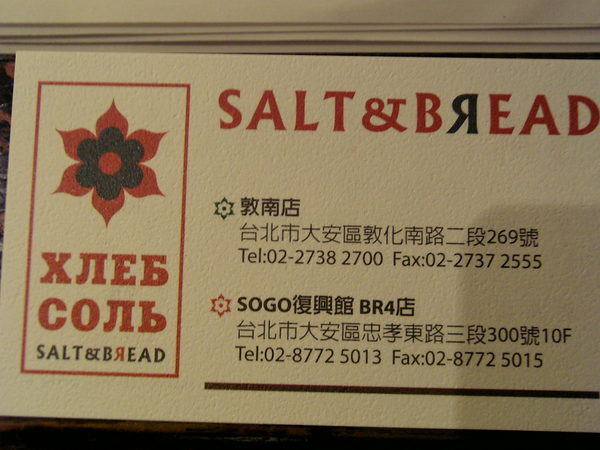 SALT&BЯEAD
ХЛЕБ
СОЛЬ
SALT&BЯEAD
敦南店
台北市大安區敦化南路二段269號
Tel:02-2738 2700 Fax:02-2737 2555
SOGO復興館 BR4店
台北市大安區忠孝東路三段300號10F
Tel:02-8772 5013 Fax:02-8772 5015